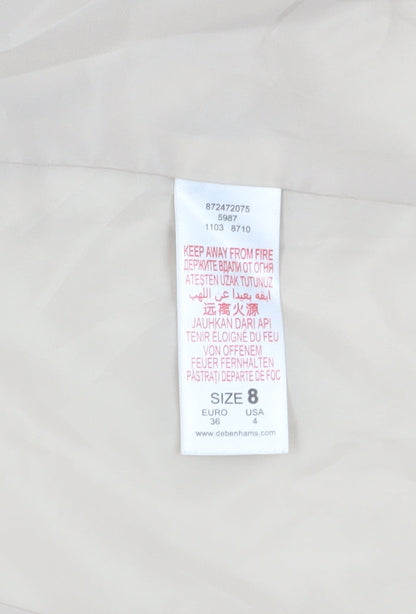 872472075
5987
1103 8710
KEEP AWAY FROM FIRE
ДЕРЖИТЕ ВДАЛИ ОТ ОГНЯ
ATEŞTEN UZAK TUTUNUZ
ابقه بعيدا عن اللهب
远离火源
JAUHKAN DARI API
TENIR ELOIGNÉ DU FEU
VON OFFENEM
FEUER FERNHALTEN
PĂSTRAŢI DEPARTE DE FOC
SIZE 8
EURO USA
36 4
www.debenhams.com